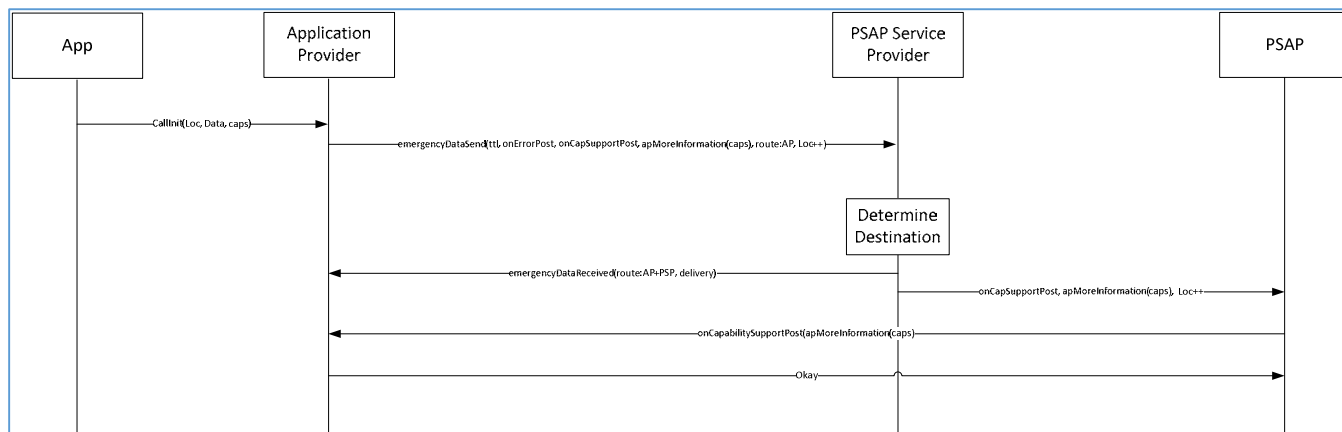 App
Application
Provider
PSAP Service
Provider
PSAP
CallInit(Loc, Data, caps)
emergencyDataSend(ttl, onErrorPost, onCapSupportPost, apMoreInformation(caps), route:AP, Loc++)
Determine
Destination
emergencyDataReceived(route:AP+PSP, delivery)
onCapSupportPost, apMoreInformation(caps), Loc++
onCapabilitySupportPost(apMoreInformation(caps)
Okay